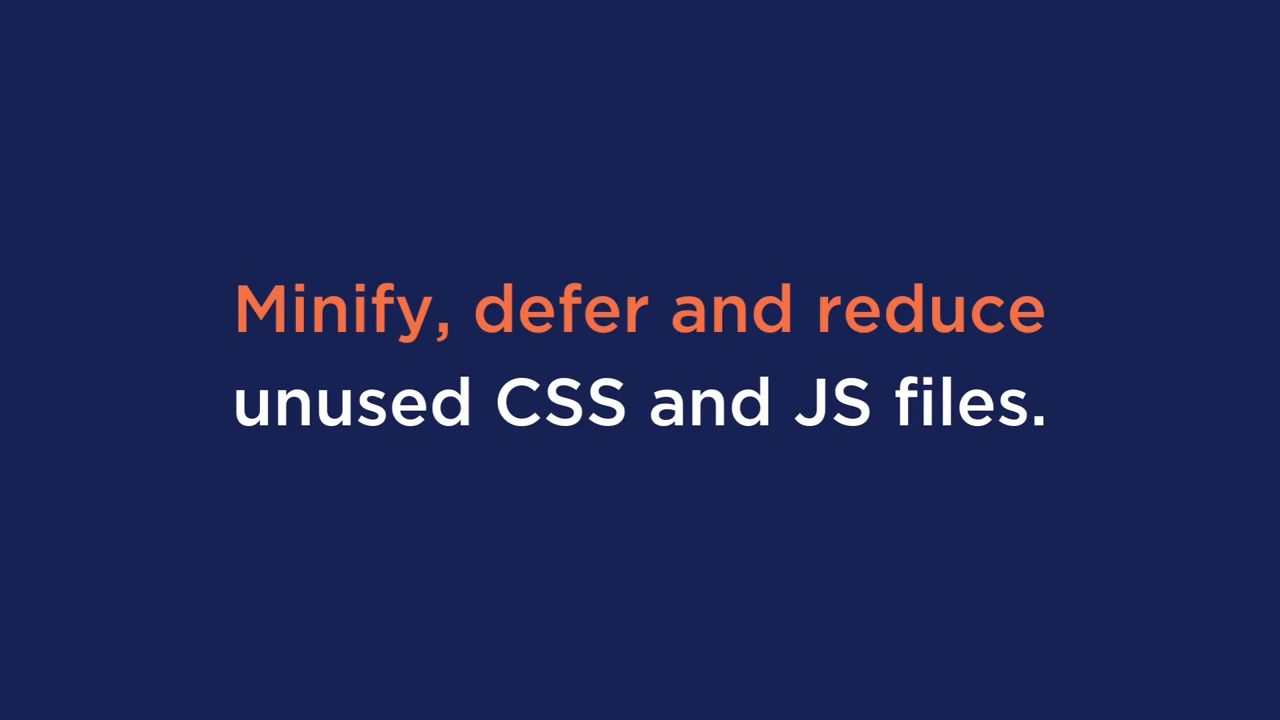 Minify, defer and reduce
unused CSS and JS files.